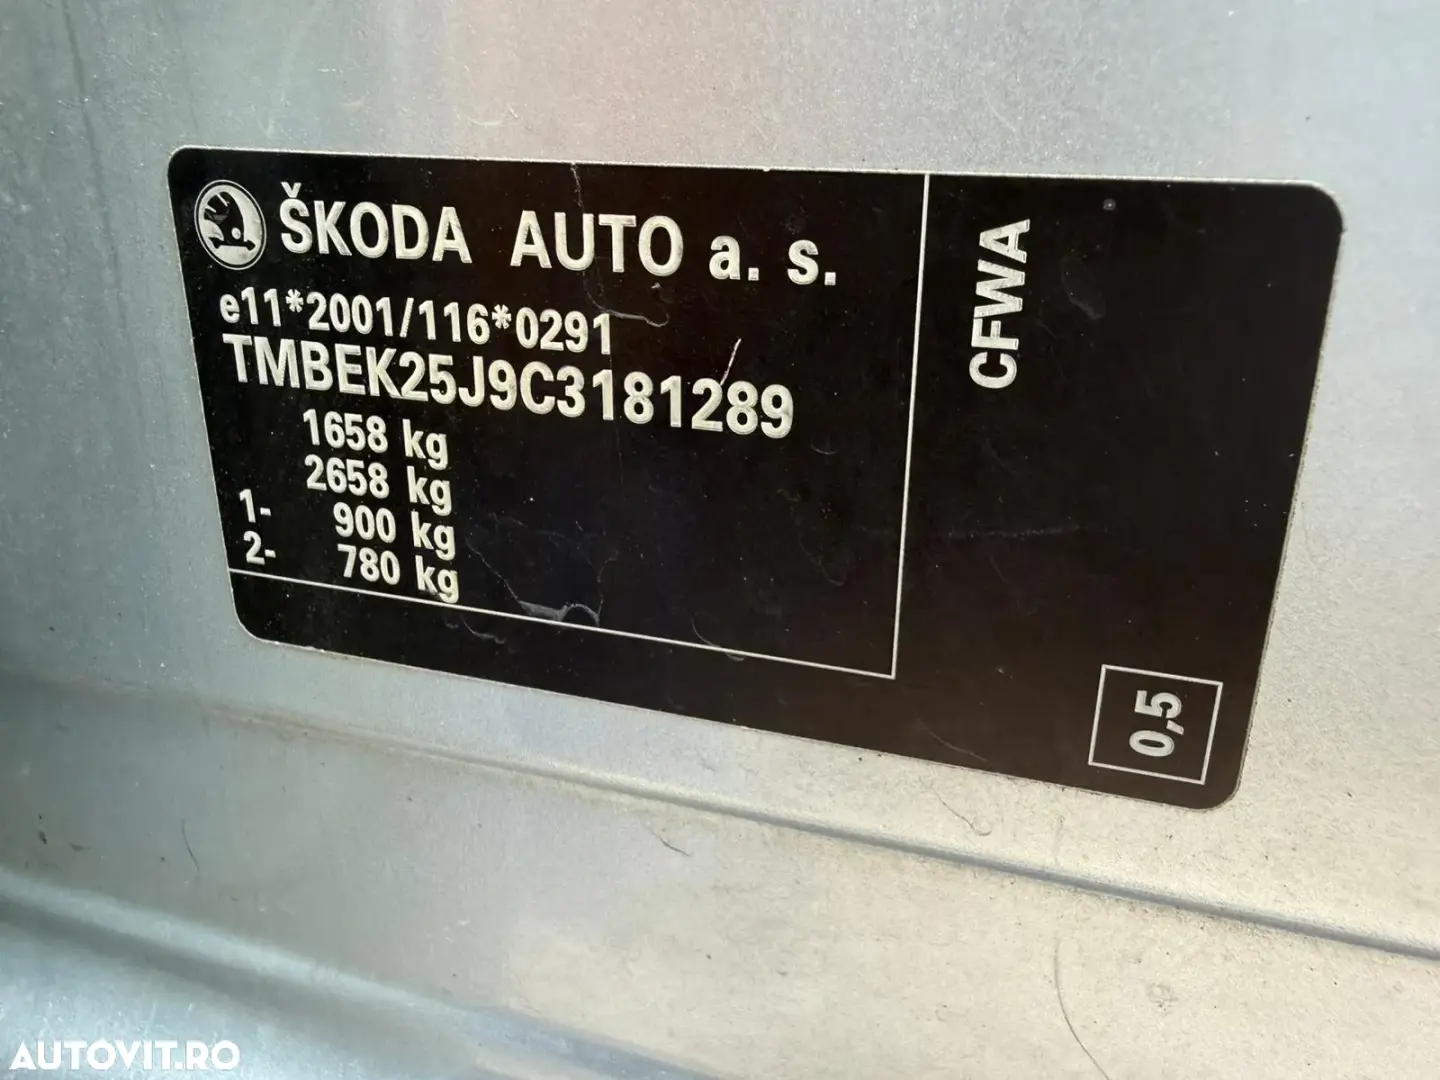 ŠKODA AUTO a. s.
e11*2001/116*0291
TMBEK25J9C3181289
1658 kg
2658 kg
1- 900 kg
2- 780 kg
CFWA
0,5
AUTOVIT.RO